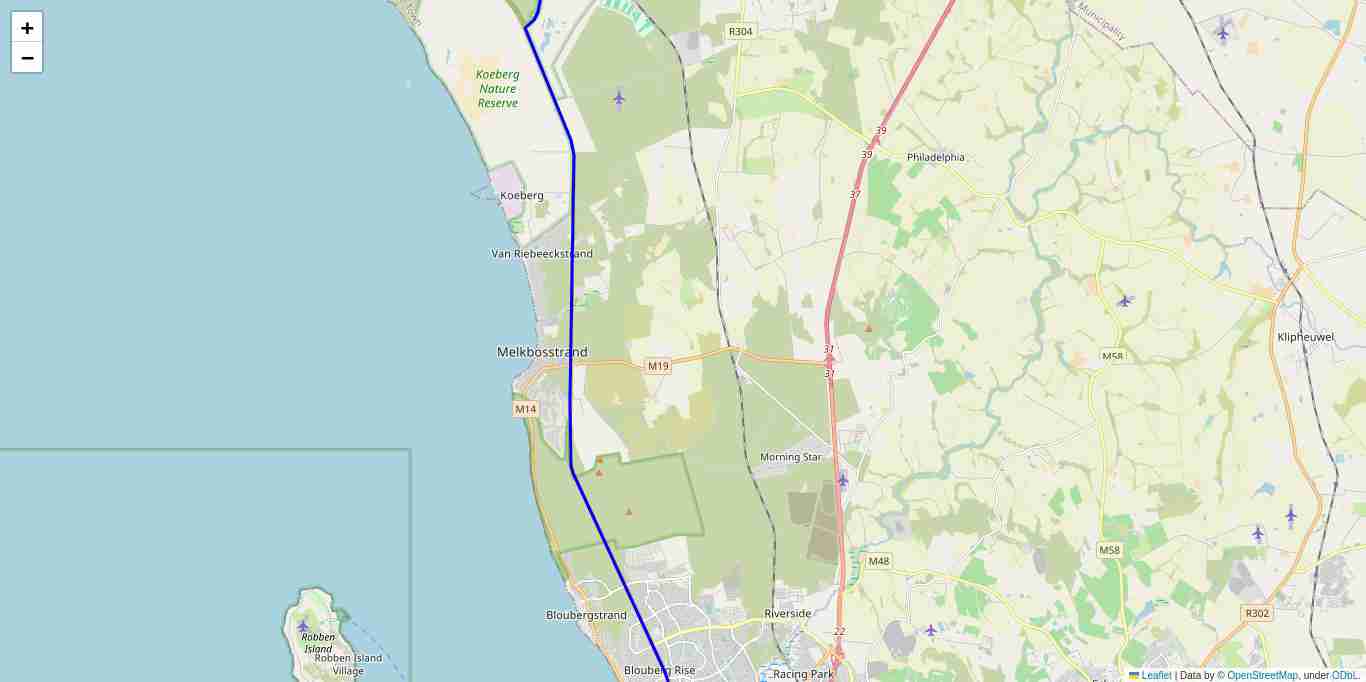 +
−
Town
Municipality
R304
Koeberg
Nature
Reserve
39
39
Philadelphia
37
Koeberg
Van Riebeeckstrand
31
Melkbosstrand
M19
31
M58
Klipheuwel
M14
Morning Star
M58
M48
Bloubergstrand
Riverside
R302
22
Robben
Island
Robben Island
Village
Blouberg Rise
Racing Park
Leaflet | Data by © OpenStreetMap, under ODbL.